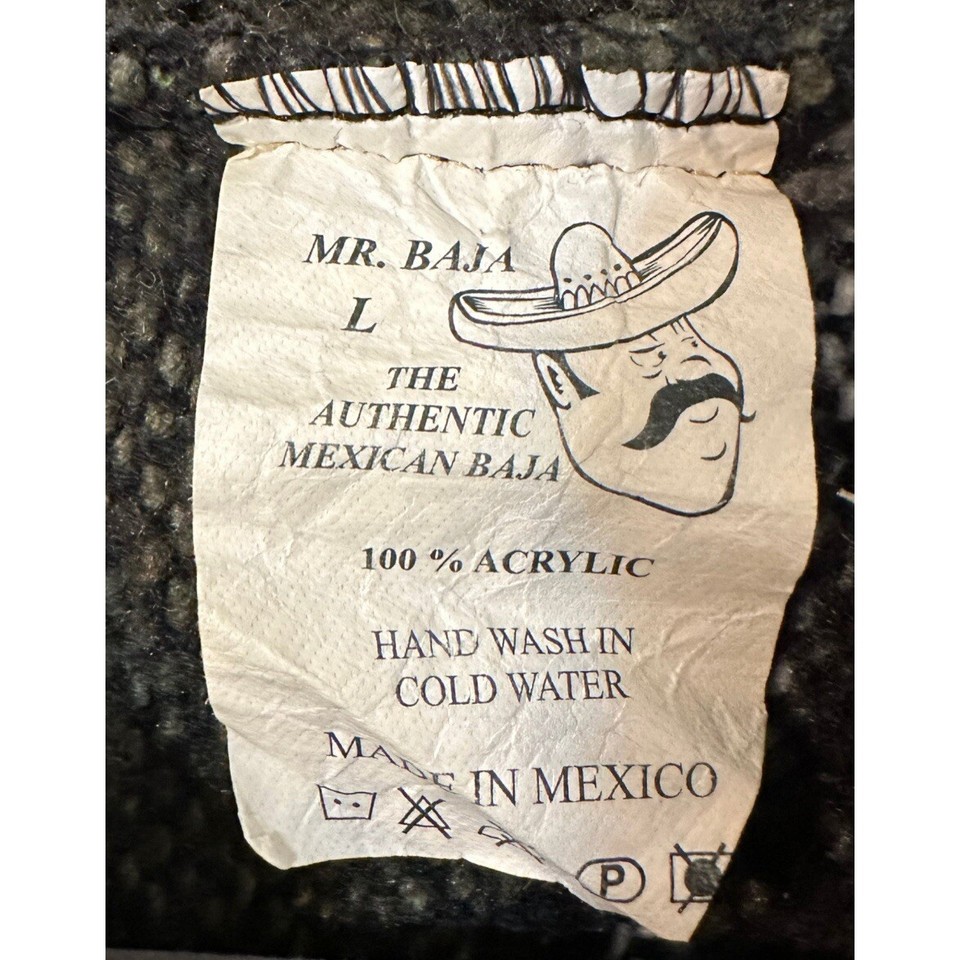 MR. BAJA
L
THE
AUTHENTIC
MEXICAN BAJA
100 % ACRYLIC
HAND WASH IN
COLD WATER
MADE IN MEXICO
P